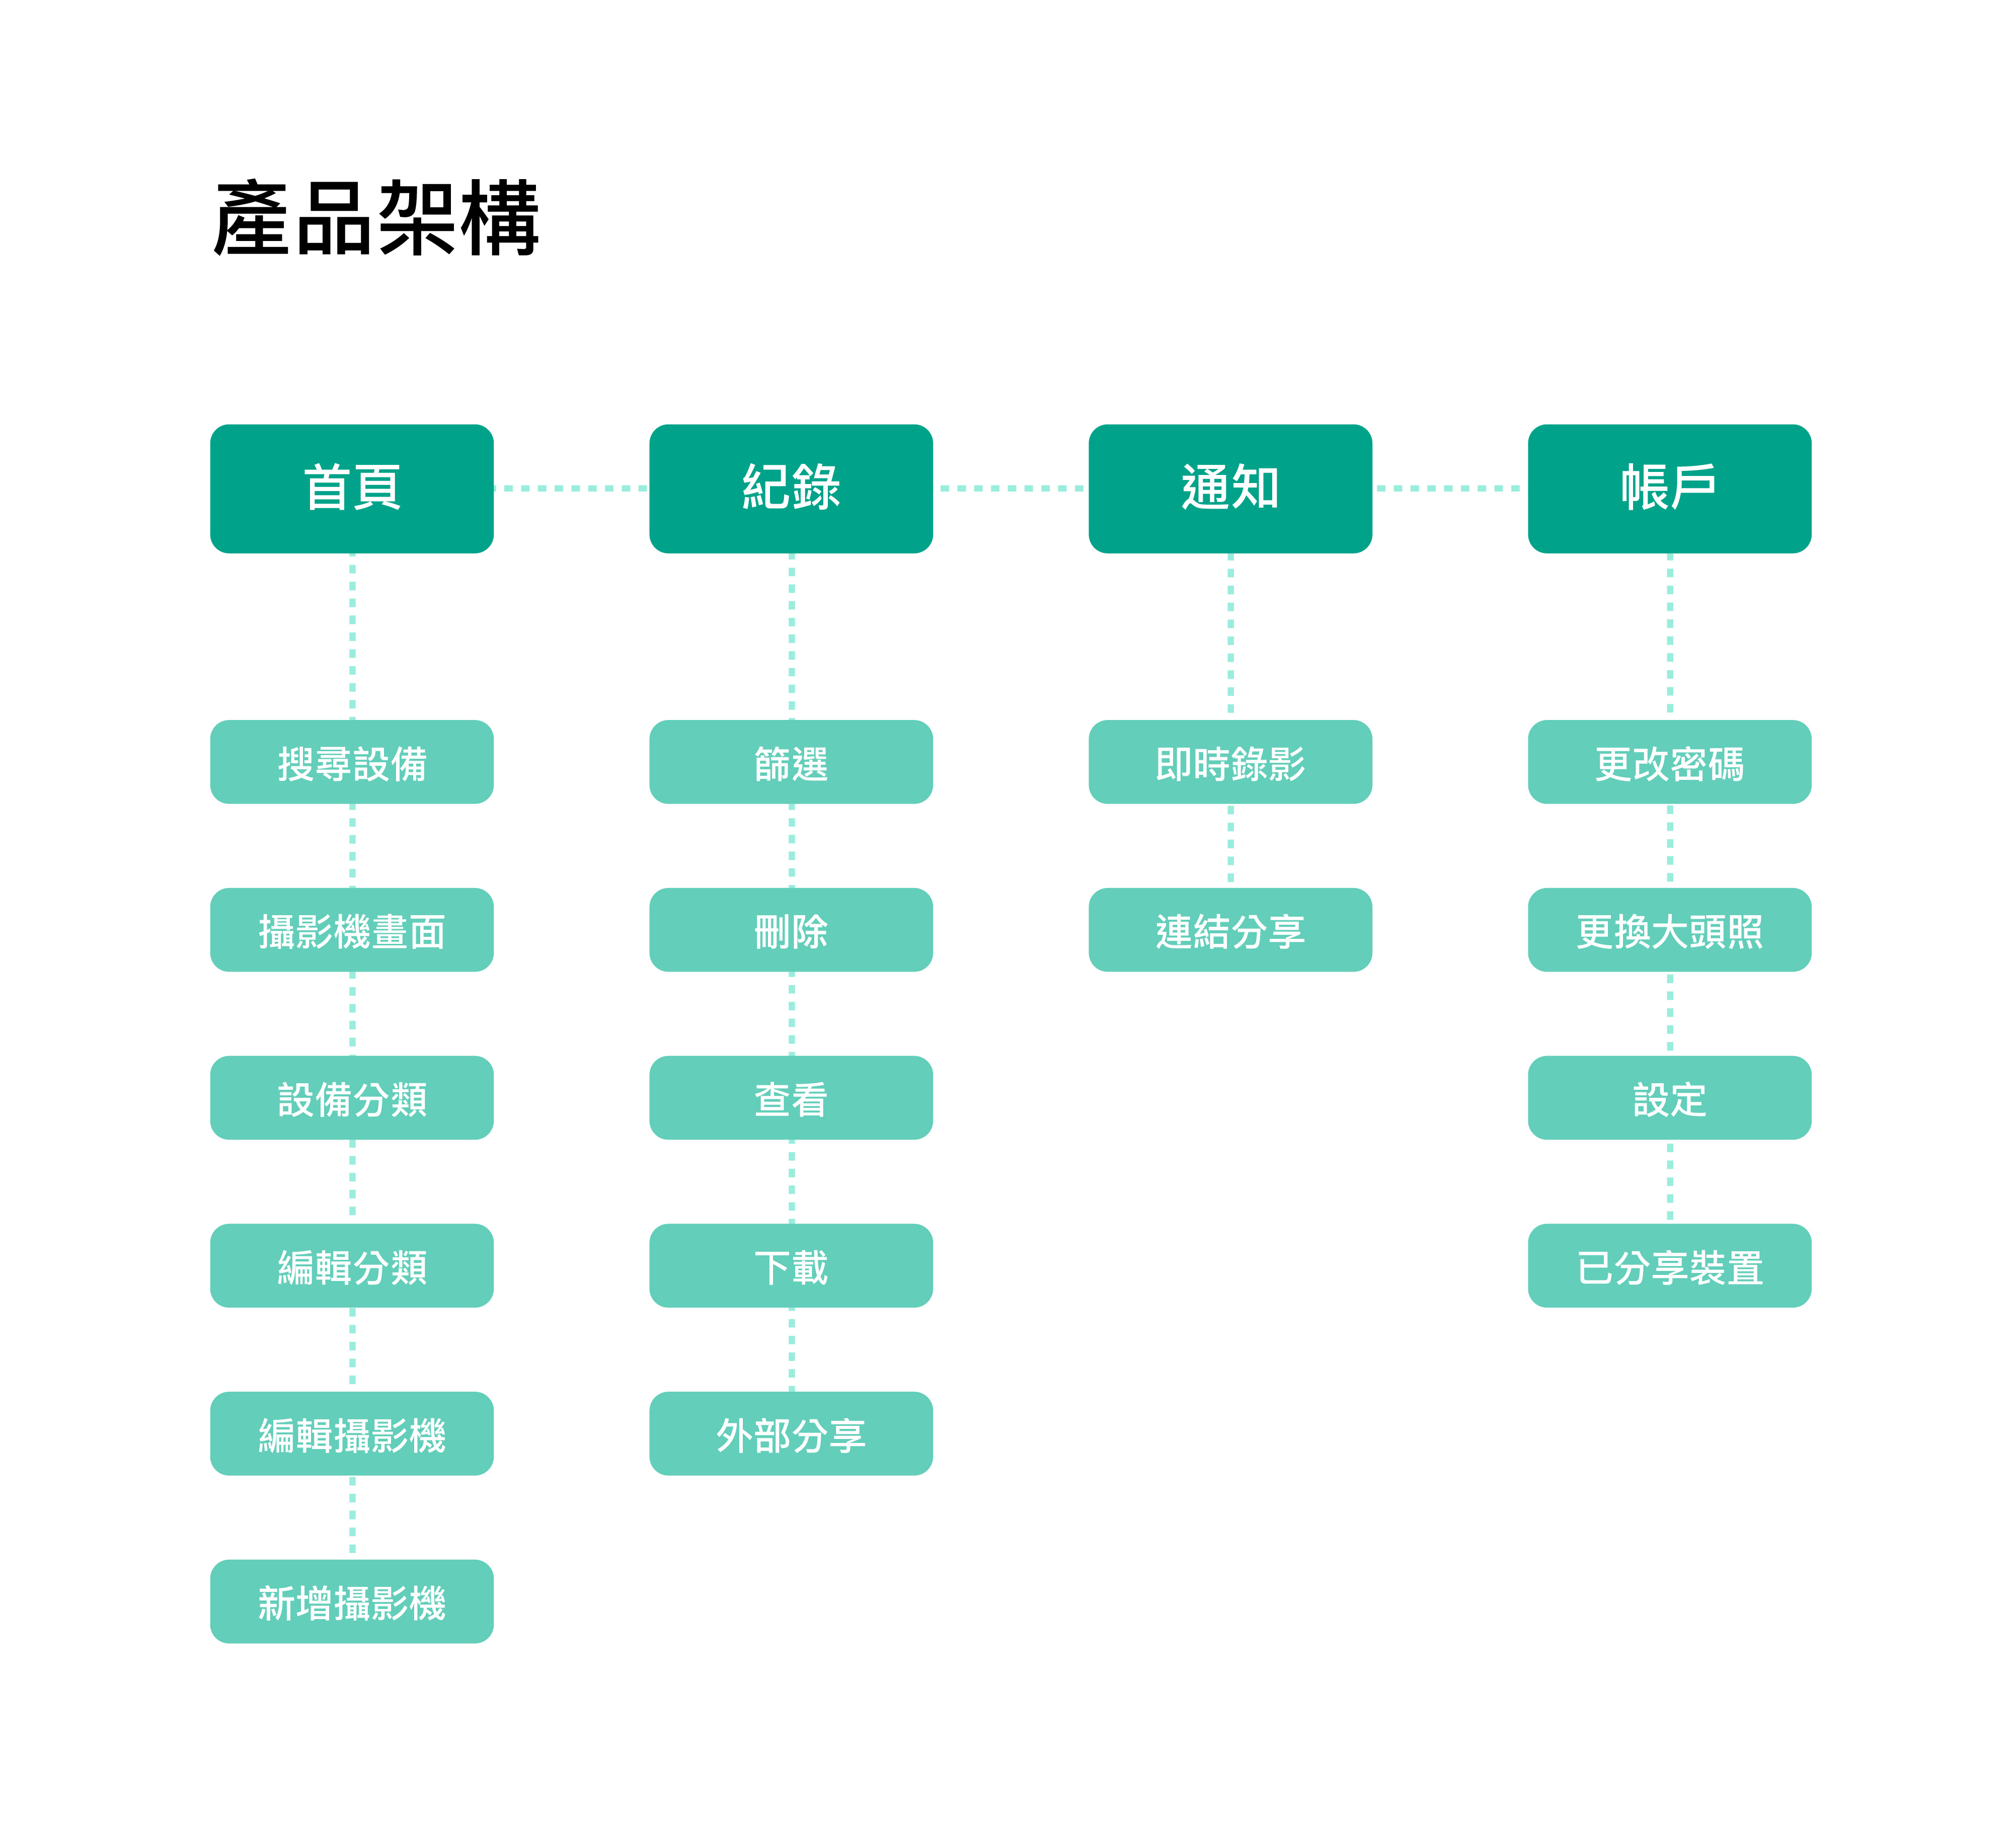 產品架構
首頁
紀錄
通知
帳戶
搜尋設備
攝影機畫面
設備分類
編輯分類
編輯攝影機
新增攝影機
篩選
刪除
查看
下載
外部分享
即時錄影
連結分享
更改密碼
更換大頭照
設定
已分享裝置